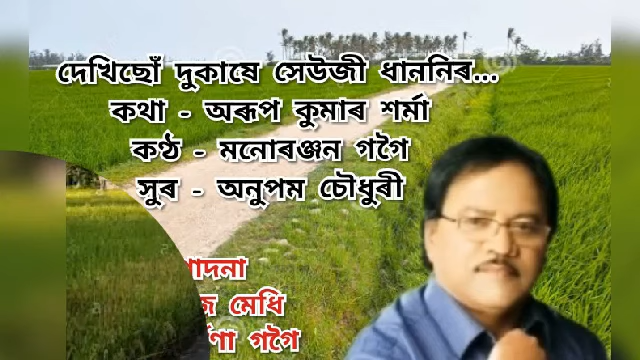 দেখিছোঁ দুকাষে সেউজী ধাননিৰ...
কথা - অৰূপ কুমাৰ শৰ্মা
কণ্ঠ - মনোৰঞ্জন গগৈ
সুৰ - অনুপম চৌধুৰী
মেধি
গগৈ